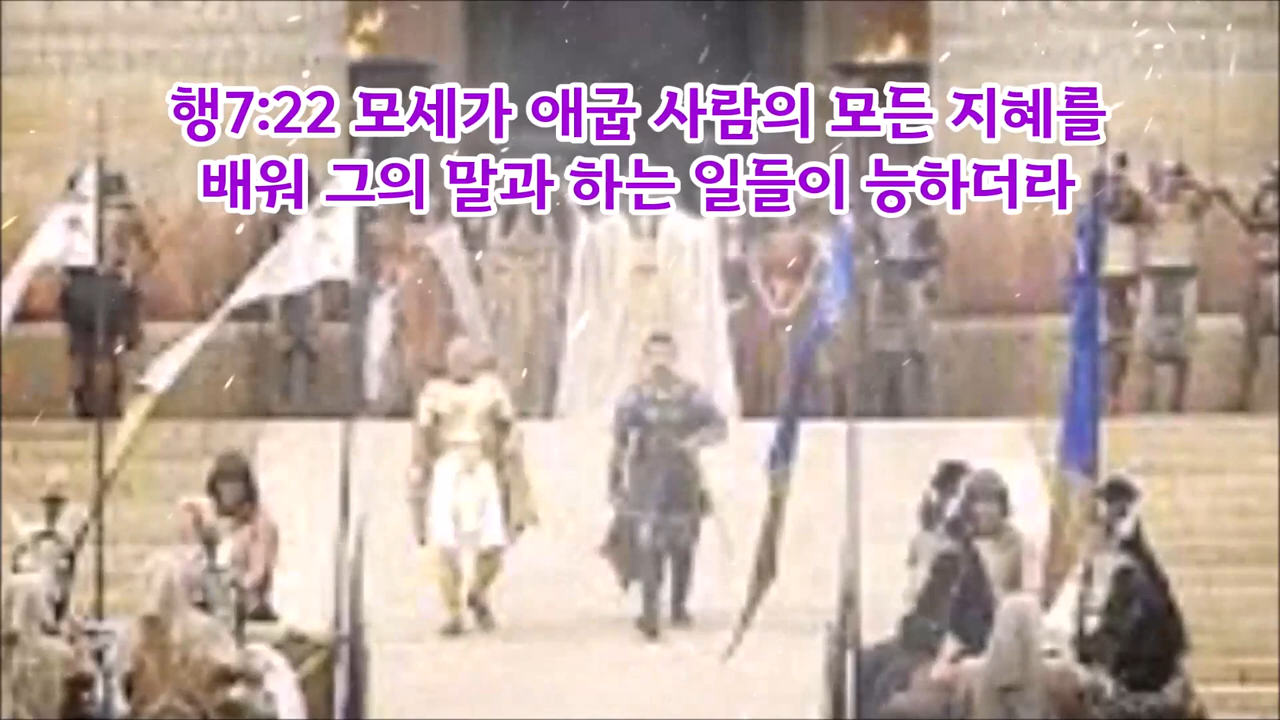 행7:22 모세가 애굽 사람의 모든 지혜를
배워 그의 말과 하는 일들이 능하더라